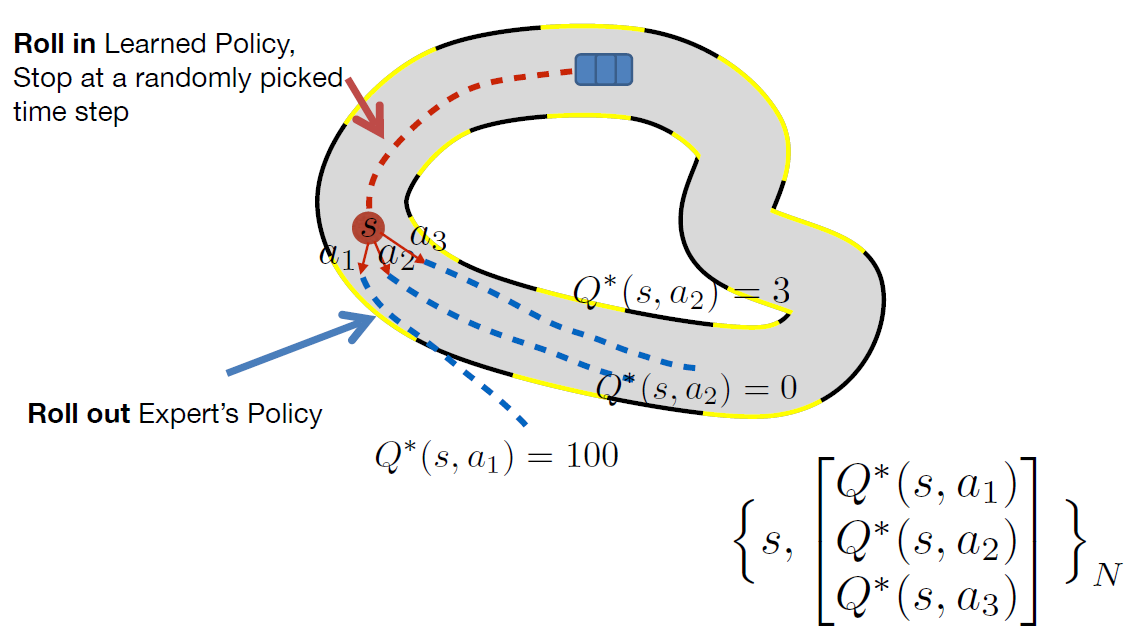 Roll in Learned Policy,
Stop at a randomly picked
time step
s
a₁
a₂
a₃
Q*(s, a₂) = 3
Q*(s, a₂) = 0
Roll out Expert’s Policy
Q*(s, a₁) = 100
{s, [Q*(s, a₁)
Q*(s, a₂)
Q*(s, a₃)] }_N